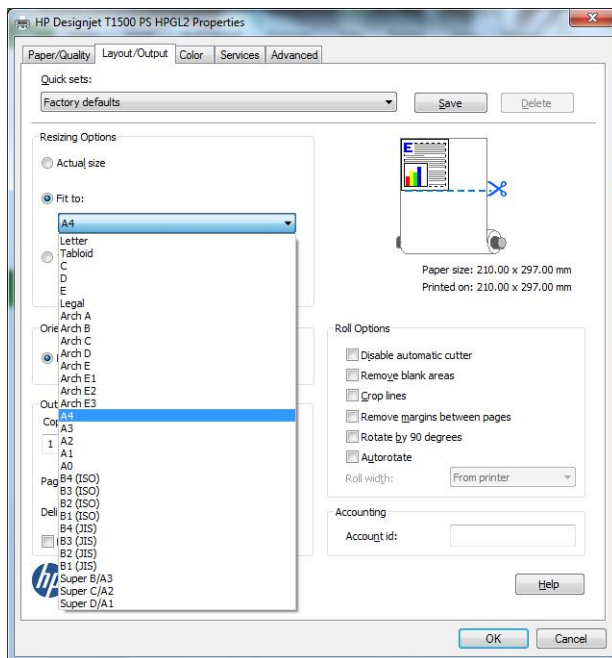 HP Designjet T1500 PS HPGL2 Properties
Paper/Quality Layout/Output Color Services Advanced
Quick sets:
Factory defaults
Save
Delete
Resizing Options
Actual size
Fit to:
A4
Letter
Tabloid
C
D
E
Legal
Arch A
Arch B
Arch C
Arch D
Arch E
Arch E1
Arch E2
Arch E3
A4
A3
A2
A1
A0
B4 (ISO)
B3 (ISO)
B2 (ISO)
B1 (ISO)
B4 (JIS)
B3 (JIS)
B2 (JIS)
B1 (JIS)
Super B/A3
Super C/A2
Super D/A1
1
hp
E
Paper size: 210.00 x 297.00 mm
Printed on: 210.00 x 297.00 mm
Roll Options
Disable automatic cutter
Remove blank areas
Crop lines
Remove margins between pages
Rotate by 90 degrees
Autorotate
Roll width:
From printer
Accounting
Account id:
Help
OK
Cancel